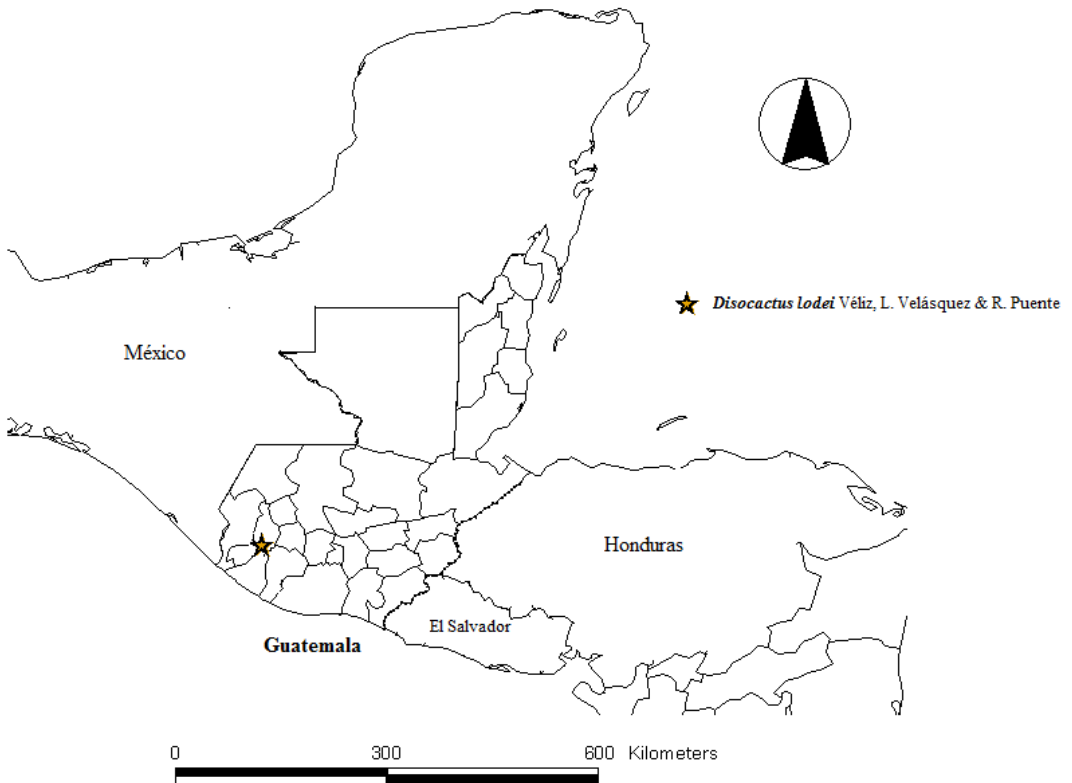 Disocactus lodei Véliz, L. Velásquez & R. Puente
México
Honduras
El Salvador
Guatemala
0 300 600 Kilometers